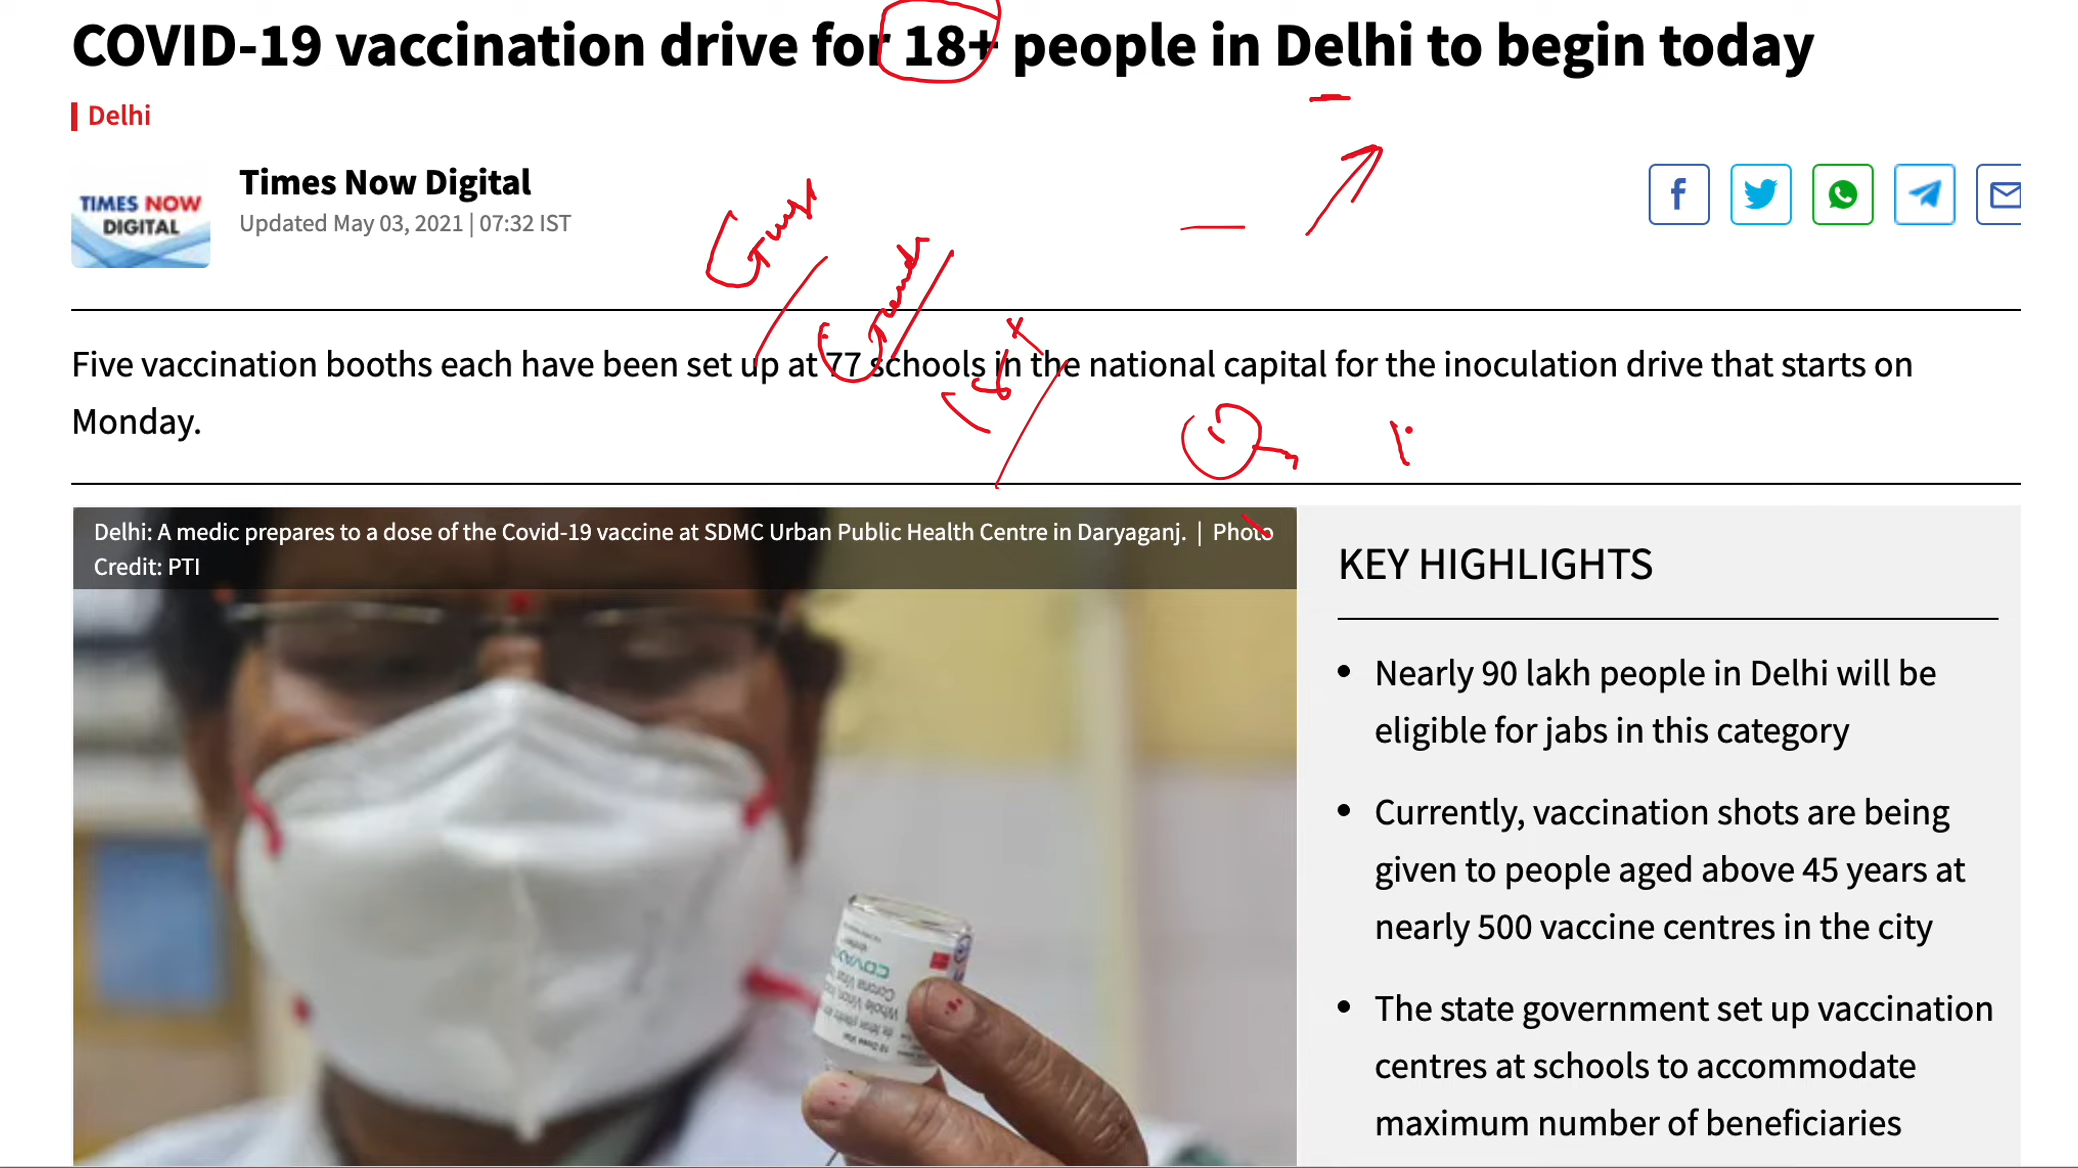 COVID-19 vaccination drive for 18+ people in Delhi to begin today
Delhi
TIMES NOW
DIGITAL
Times Now Digital
Updated May 03, 2021 | 07:32 IST
Five vaccination booths each have been set up at 77 schools in the national capital for the inoculation drive that starts on
Monday.
Delhi: A medic prepares to a dose of the Covid-19 vaccine at SDMC Urban Public Health Centre in Daryaganj. | Photo
Credit: PTI
KEY HIGHLIGHTS
• Nearly 90 lakh people in Delhi will be
eligible for jabs in this category
• Currently, vaccination shots are being
given to people aged above 45 years at
nearly 500 vaccine centres in the city
• The state government set up vaccination
centres at schools to accommodate
maximum number of beneficiaries